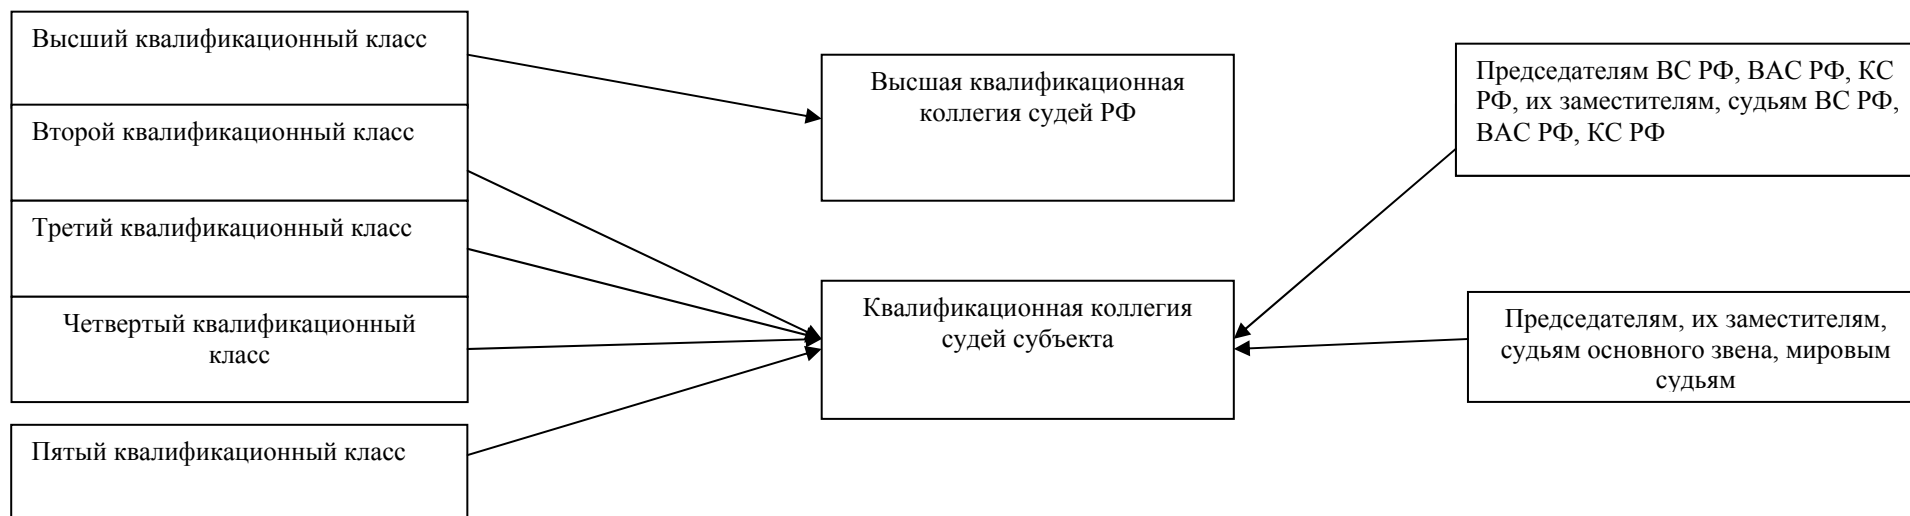 Высший квалификационный класс
Второй квалификационный класс
Третий квалификационный класс
Четвертый квалификационный
класс
Пятый квалификационный класс
Высшая квалификационная
коллегия судей РФ
Квалификационная коллегия
судей субъекта
Председателям ВС РФ, ВАС РФ, КС
РФ, их заместителям, судьям ВС РФ,
ВАС РФ, КС РФ
Председателям, их заместителям,
судьям основного звена, мировым
судьям